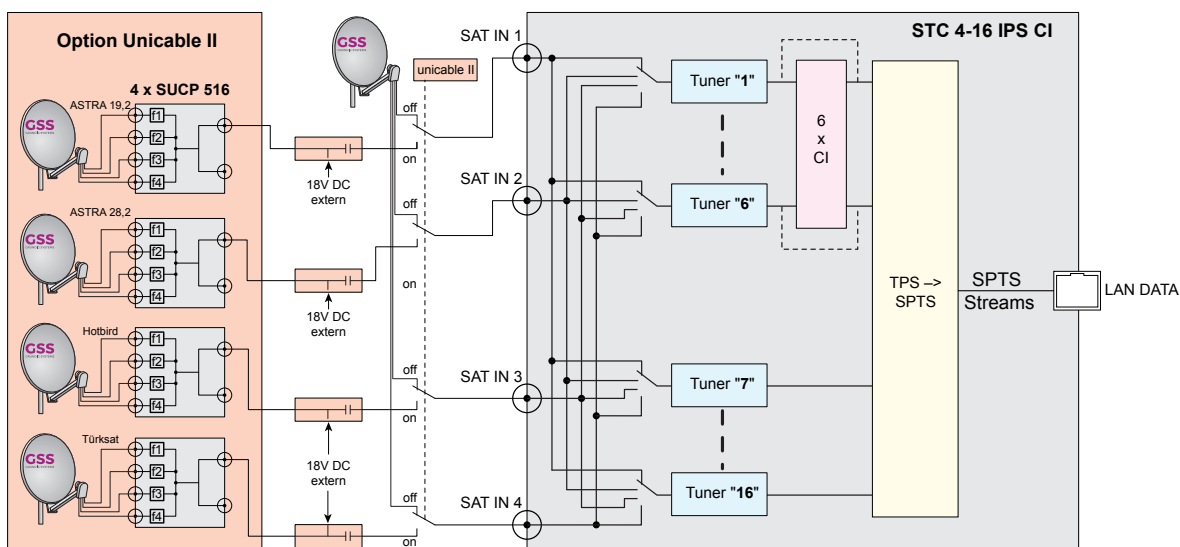 Option Unicable II
4 x SUCP 516
ASTRA 19,2
GSS
f1
f2
f3
f4
18V DC
extern
ASTRA 28,2
GSS
f1
f2
f3
f4
18V DC
extern
Hotbird
GSS
f1
f2
f3
f4
18V DC
extern
Türksat
GSS
f1
f2
f3
f4
GSS
unicable II
off
on
off
on
off
on
off
on
SAT IN 1
SAT IN 2
SAT IN 3
SAT IN 4
STC 4-16 IPS CI
Tuner "1"
Tuner "6"
Tuner "7"
Tuner "16"
6
x
CI
TPS –>
SPTS
SPTS
Streams
LAN DATA